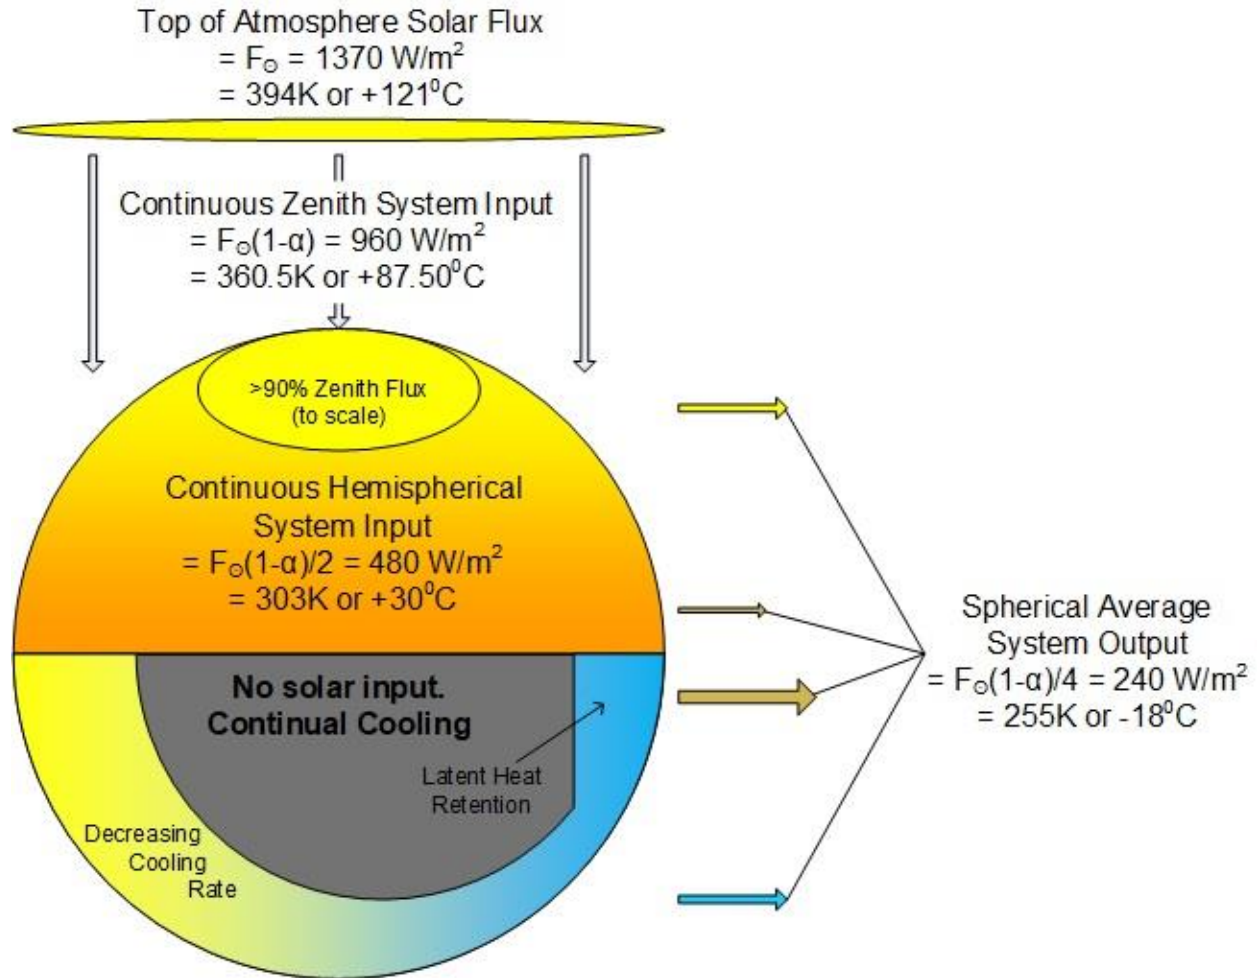 Top of Atmosphere Solar Flux
= F☉ = 1370 W/m²
= 394K or +121⁰C
Continuous Zenith System Input
= F☉(1-α) = 960 W/m²
= 360.5K or +87.50⁰C
>90% Zenith Flux
(to scale)
Continuous Hemispherical
System Input
= F☉(1-α)/2 = 480 W/m²
= 303K or +30⁰C
No solar input.
Continual Cooling
Latent Heat
Retention
Decreasing
Cooling
Rate
Spherical Average
System Output
= F☉(1-α)/4 = 240 W/m²
= 255K or -18⁰C